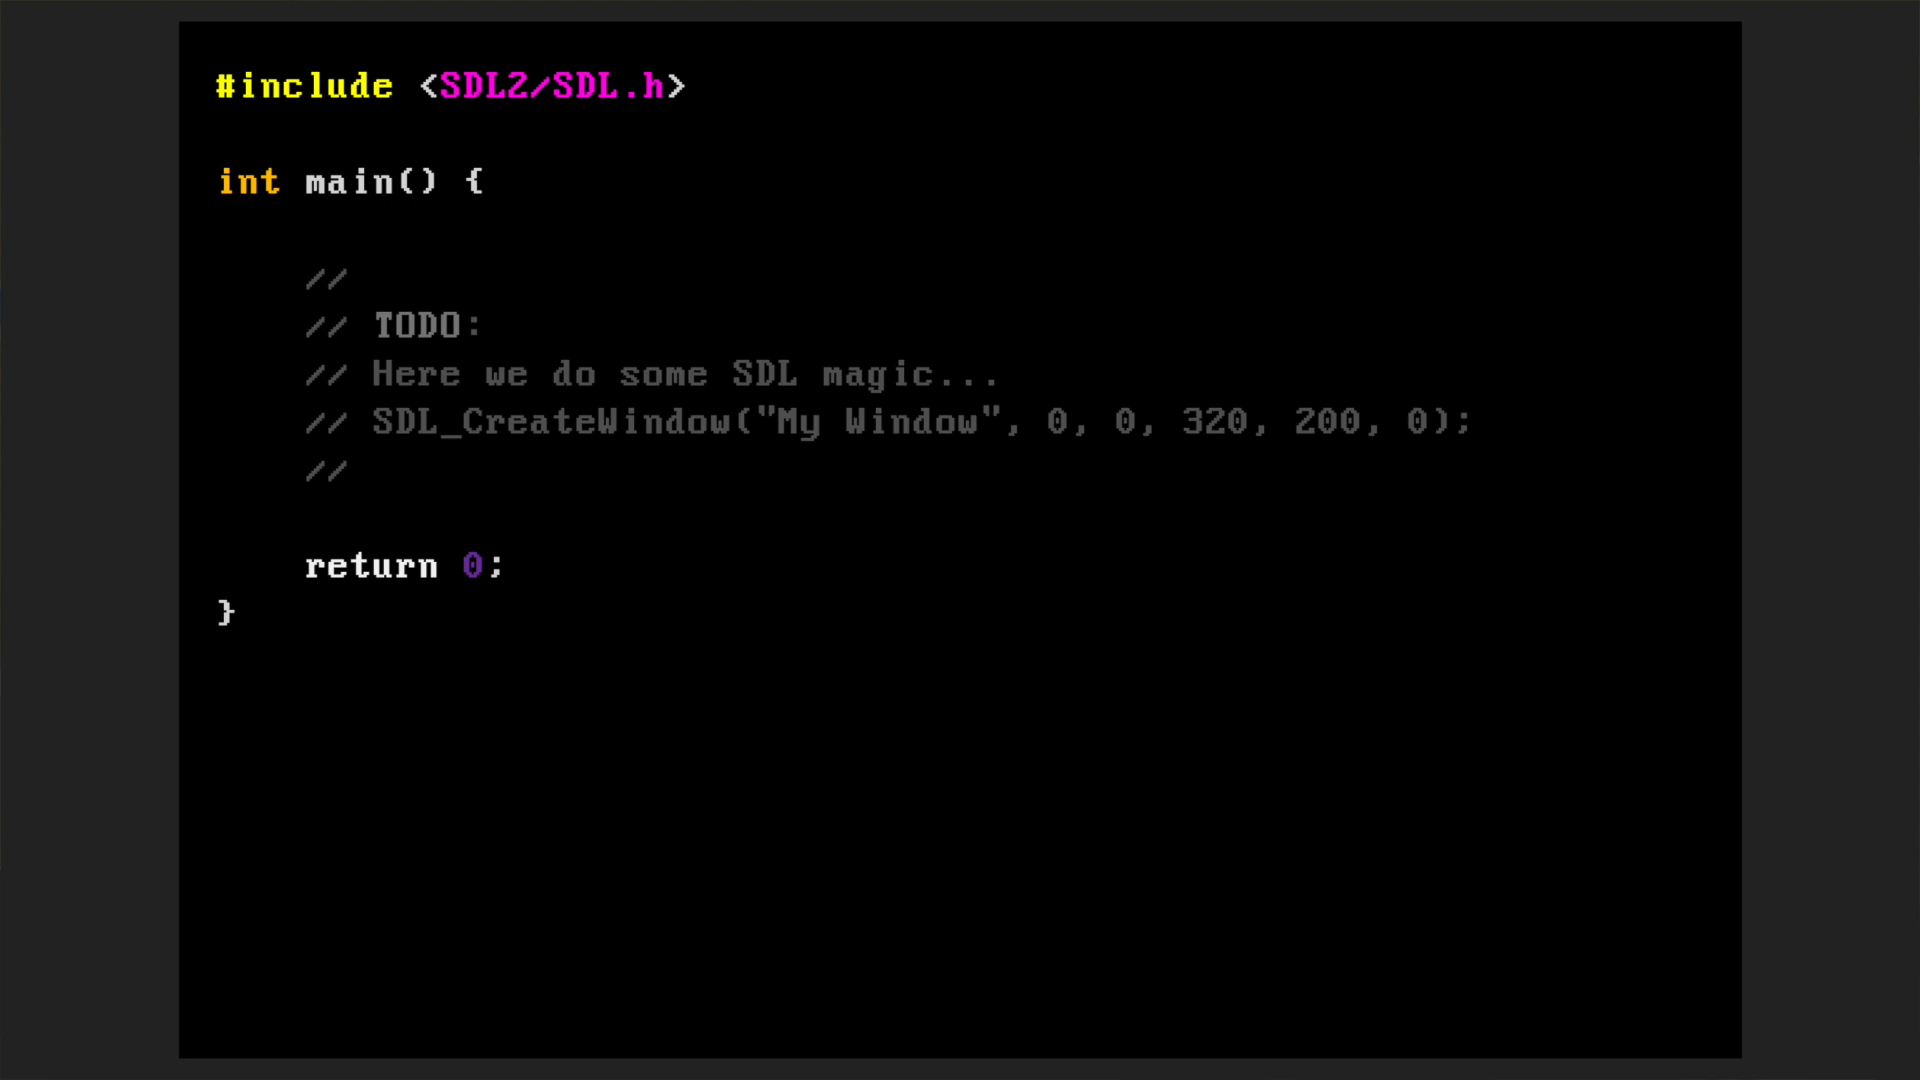 #include <SDL2/SDL.h>
int main() {
//
// TODO:
// Here we do some SDL magic...
// SDL_CreateWindow("My Window", 0, 0, 320, 200, 0);
//
return 0;
}